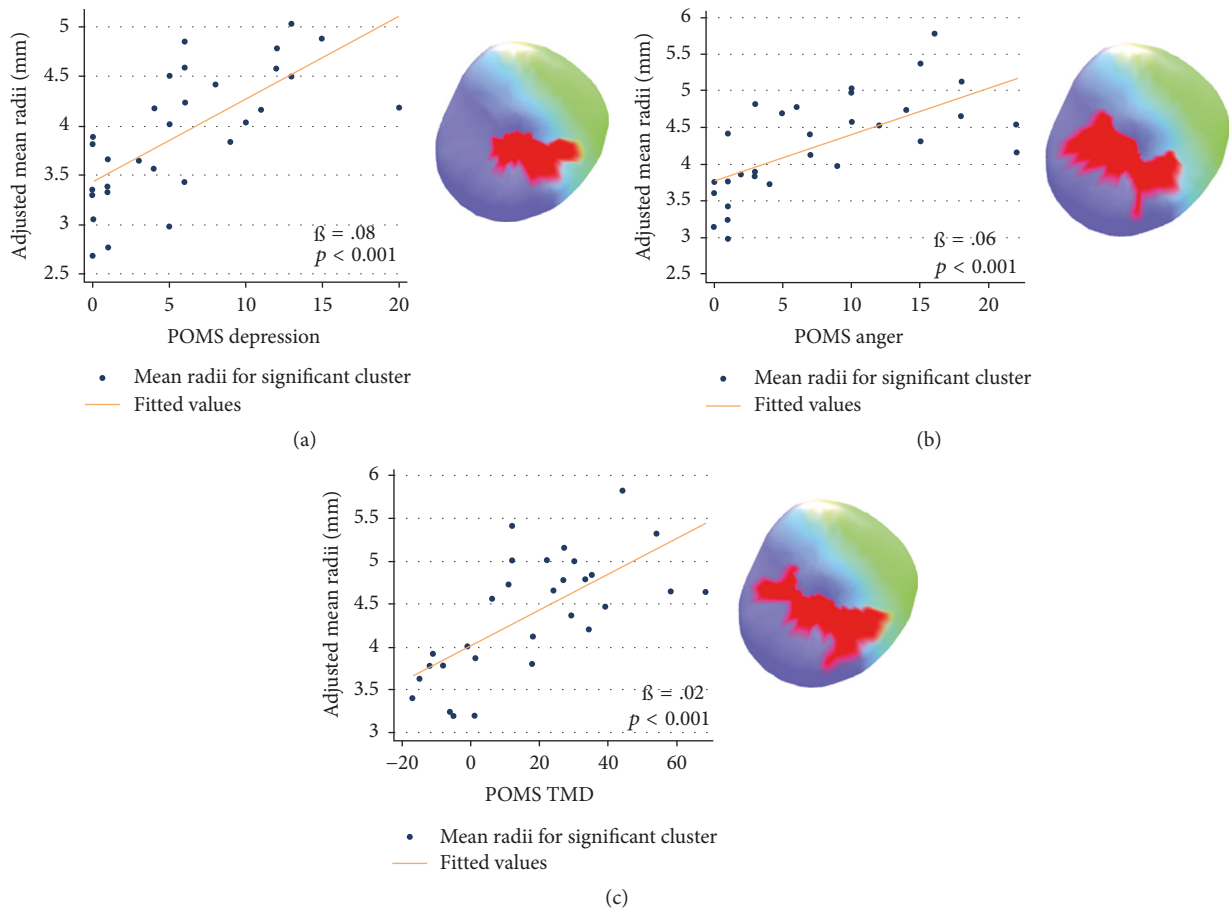 Adjusted mean radii (mm)
5
4.5
4
3.5
3
2.5
ß = .08
p < 0.001
0 5 10 15 20
POMS depression
Mean radii for significant cluster
Fitted values
(a)
Adjusted mean radii (mm)
6
5.5
5
4.5
4
3.5
3
2.5
ß = .06
p < 0.001
0 5 10 15 20
POMS anger
Mean radii for significant cluster
Fitted values
(b)
Adjusted mean radii (mm)
6
5.5
5
4.5
4
3.5
3
ß = .02
p < 0.001
−20 0 20 40 60
POMS TMD
Mean radii for significant cluster
Fitted values
(c)